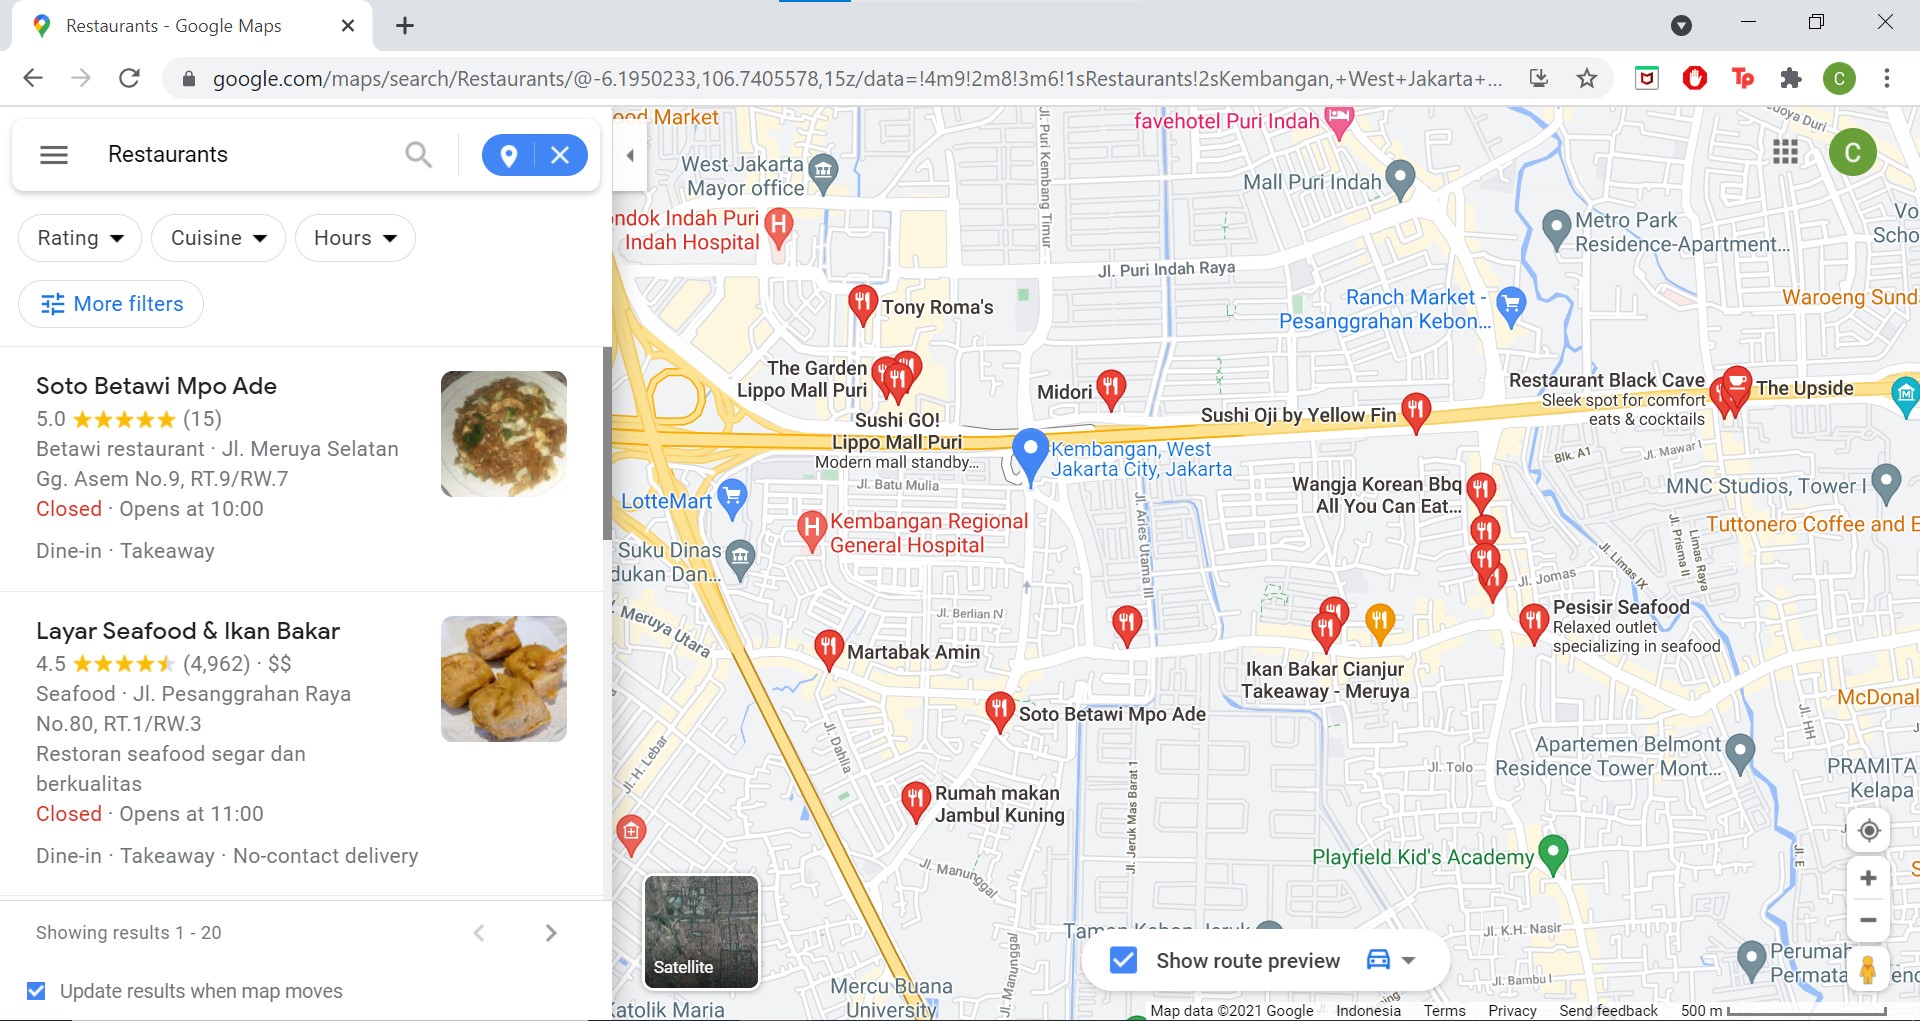 Restaurants - Google Maps
google.com/maps/search/Restaurants/@-6.1950233,106.7405578,15z/data=!4m9!2m8!3m6!1sRestaurants!2sKembangan,+West+Jakarta+...
Tp
C
Restaurants
Rating
Cuisine
Hours
More filters
Soto Betawi Mpo Ade
5.0 (15)
Betawi restaurant · Jl. Meruya Selatan
Gg. Asem No.9, RT.9/RW.7
Closed · Opens at 10:00
Dine-in · Takeaway
Layar Seafood & Ikan Bakar
4.5 (4,962) · $$
Seafood · Jl. Pesanggrahan Raya
No.80, RT.1/RW.3
Restoran seafood segar dan
berkualitas
Closed · Opens at 11:00
Dine-in · Takeaway · No-contact delivery
Showing results 1 - 20
Update results when map moves
ood Market
favehotel Puri Indah
C
West Jakarta
Mayor office
Jl. Puri Kembang Timur
Mall Puri Indah
ndok Indah Puri
Indah Hospital
H
Metro Park
Residence-Apartment...
Vo
Scho
Jl. Puri Indah Raya
Ranch Market -
Pesanggrahan Kebon...
Waroeng Sund
Tony Roma's
The Garden
Lippo Mall Puri
Midori
Restaurant Black Cave
Sleek spot for comfort
eats & cocktails
The Upside
Sushi GO!
Lippo Mall Puri
Modern mall standby...
Sushi Oji by Yellow Fin
Kembangan, West
Jakarta City, Jakarta
Blk. A1
Jl. Mawar I
Jl. Batu Mulia
LotteMart
Wangja Korean Bbq
All You Can Eat...
MNC Studios, Tower I
Jl. Aries Utama III
H
Kembangan Regional
General Hospital
Tuttonero Coffee and E
Suku Dinas
dukan Dan...
Jl. Limas IX
Jl. Prisma II
Limas Raya
Jl. Jomas
Jl. Berlian IV
Meruya Utara
Pesisir Seafood
Relaxed outlet
specializing in seafood
Martabak Amin
Ikan Bakar Cianjur
Takeaway - Meruya
McDonal
Soto Betawi Mpo Ade
Jl. Dahlia
Jl. H. Lebar
Jl. HH
Apartemen Belmont
Residence Tower Mont...
Jl. Tolo
PRAMITA
Kelapa
Rumah makan
Jambul Kuning
Jl. Jeruk Mas Barat 1
Playfield Kid's Academy
Jl. E
Jl. Manunggal
Jl. K.H. Nasir
Satellite
Jl. Manunggal
Show route preview
Perumah
Permata
Jl. Bambu I
Mercu Buana
University
Katolik Maria
Map data ©2021 Google Indonesia Terms Privacy Send feedback 500 m